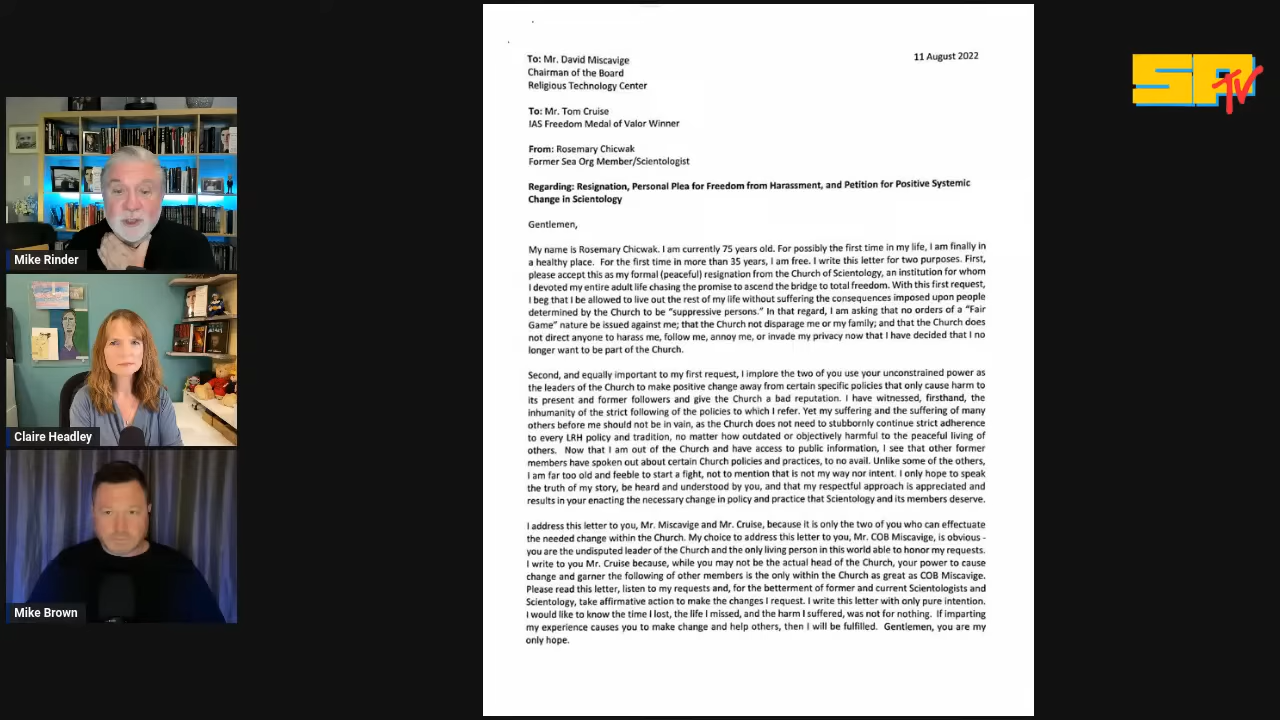 To: Mr. David Miscavige
Chairman of the Board
Religious Technology Center
11 August 2022
To: Mr. Tom Cruise
IAS Freedom Medal of Valor Winner
From: Rosemary Chicwak
Former Sea Org Member/Scientologist
Regarding: Resignation, Personal Plea for Freedom from Harassment, and Petition for Positive Systemic
Change in Scientology
Gentlemen,
My name is Rosemary Chicwak. I am currently 75 years old. For possibly the first time in my life, I am finally in
a healthy place. For the first time in more than 35 years, I am free. I write this letter for two purposes. First,
please accept this as my formal (peaceful) resignation from the Church of Scientology, an institution for whom
I devoted my entire adult life chasing the promise to ascend the bridge to total freedom. With this first request,
I beg that I be allowed to live out the rest of my life without suffering the consequences imposed upon people
determined by the Church to be "suppressive persons." In that regard, I am asking that no orders of a "Fair
Game" nature be issued against me; that the Church not disparage me or my family; and that the Church does
not direct anyone to harass me, follow me, annoy me, or invade my privacy now that I have decided that I no
longer want to be part of the Church.
Second, and equally important to my first request, I implore the two of you use your unconstrained power as
the leaders of the Church to make positive change away from certain specific policies that only cause harm to
its present and former followers and give the Church a bad reputation. I have witnessed, firsthand, the
inhumanity of the strict following of the policies to which I refer. Yet my suffering and the suffering of many
others before me should not be in vain, as the Church does not need to stubbornly continue strict adherence
to every LRH policy and tradition, no matter how outdated or objectively harmful to the peaceful living of
others. Now that I am out of the Church and have access to public information, I see that other former
members have spoken out about certain Church policies and practices, to no avail. Unlike some of the others,
I am far too old and feeble to start a fight, not to mention that is not my way nor intent. I only hope to speak
the truth of my story, be heard and understood by you, and that my respectful approach is appreciated and
results in your enacting the necessary change in policy and practice that Scientology and its members deserve.
I address this letter to you, Mr. Miscavige and Mr. Cruise, because it is only the two of you who can effectuate
the needed change within the Church. My choice to address this letter to you, Mr. COB Miscavige, is obvious -
you are the undisputed leader of the Church and the only living person in this world able to honor my requests.
I write to you Mr. Cruise because, while you may not be the actual head of the Church, your power to cause
change and garner the following of other members is the only within the Church as great as COB Miscavige.
Please read this letter, listen to my requests and, for the betterment of former and current Scientologists and
Scientology, take affirmative action to make the changes I request. I write this letter with only pure intention.
I would like to know the time I lost, the life I missed, and the harm I suffered, was not for nothing. If imparting
my experience causes you to make change and help others, then I will be fulfilled. Gentlemen, you are my
only hope.
SP TV
Mike Rinder
Claire Headley
Mike Brown